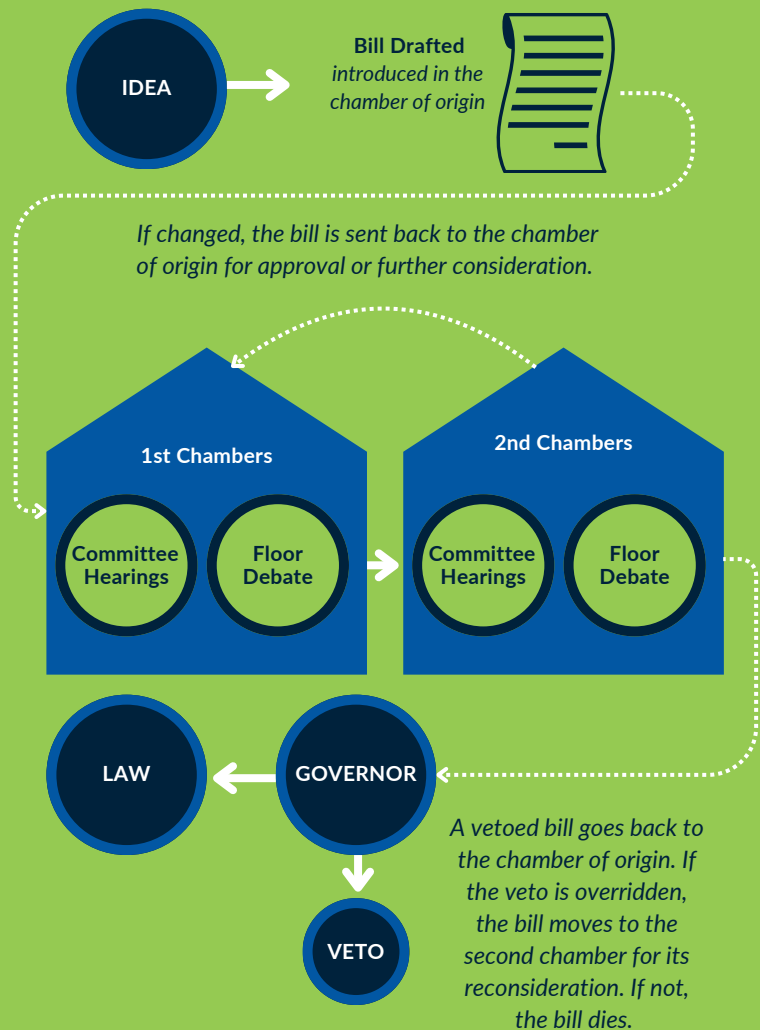 IDEA
Bill Drafted
introduced in the
chamber of origin
If changed, the bill is sent back to the chamber
of origin for approval or further consideration.
1st Chambers
Committee
Hearings
Floor
Debate
2nd Chambers
Committee
Hearings
Floor
Debate
LAW
GOVERNOR
VETO
A vetoed bill goes back to
the chamber of origin. If
the veto is overridden,
the bill moves to the
second chamber for its
reconsideration. If not,
the bill dies.